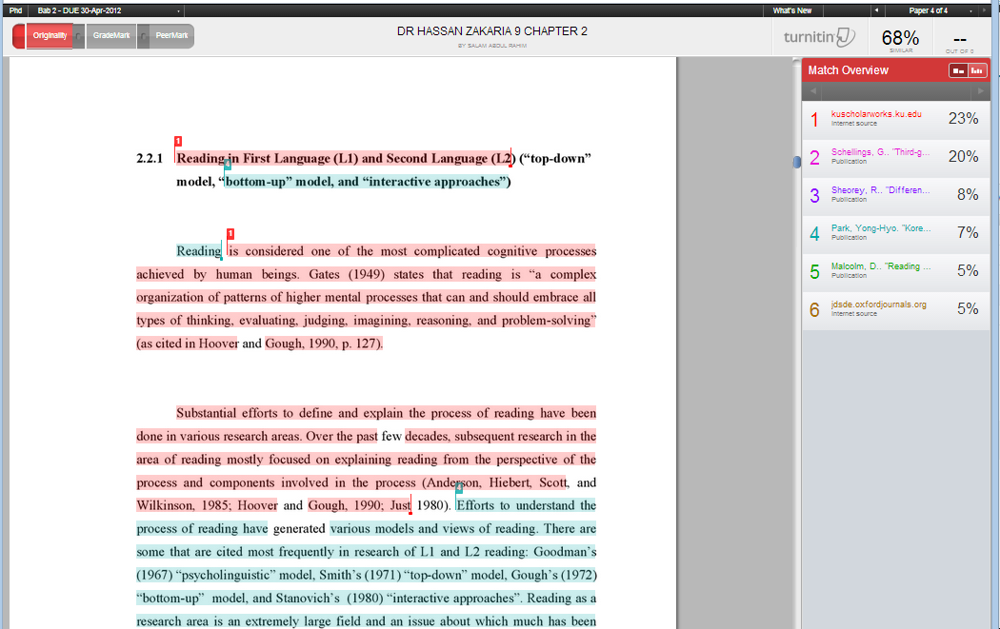 Phd Bab 2 - DUE 30-Apr-2012 What's New Paper 4 of 4
Originality GradeMark PeerMark
DR HASSAN ZAKARIA 9 CHAPTER 2
BY SALAM ABDUL RAHIM
turnitin
68%
SIMILAR
--
OUT OF 0
Match Overview
1 kuscholarworks.ku.edu 23%
Internet source
2 Schellings, G.. "Third-g... 20%
Publication
3 Sheorey, R.. "Differen... 8%
Publication
4 Park, Yong-Hyo. "Kore... 7%
Publication
5 Malcolm, D.. "Reading ... 5%
Publication
6 jdsde.oxfordjournals.org 5%
Internet source
1
2.2.1 Reading in First Language (L1) and Second Language (L2) (“top-down”
4
model, “bottom-up” model, and “interactive approaches”)
1
Reading is considered one of the most complicated cognitive processes
achieved by human beings. Gates (1949) states that reading is “a complex
organization of patterns of higher mental processes that can and should embrace all
types of thinking, evaluating, judging, imagining, reasoning, and problem-solving”
(as cited in Hoover and Gough, 1990, p. 127).
Substantial efforts to define and explain the process of reading have been
done in various research areas. Over the past few decades, subsequent research in the
area of reading mostly focused on explaining reading from the perspective of the
process and components involved in the process (Anderson, Hiebert, Scott, and
4
Wilkinson, 1985; Hoover and Gough, 1990; Just 1980). Efforts to understand the
process of reading have generated various models and views of reading. There are
some that are cited most frequently in research of L1 and L2 reading: Goodman’s
(1967) “psycholinguistic” model, Smith’s (1971) “top-down” model, Gough’s (1972)
“bottom-up” model, and Stanovich’s (1980) “interactive approaches”. Reading as a
research area is an extremely large field and an issue about which much has been